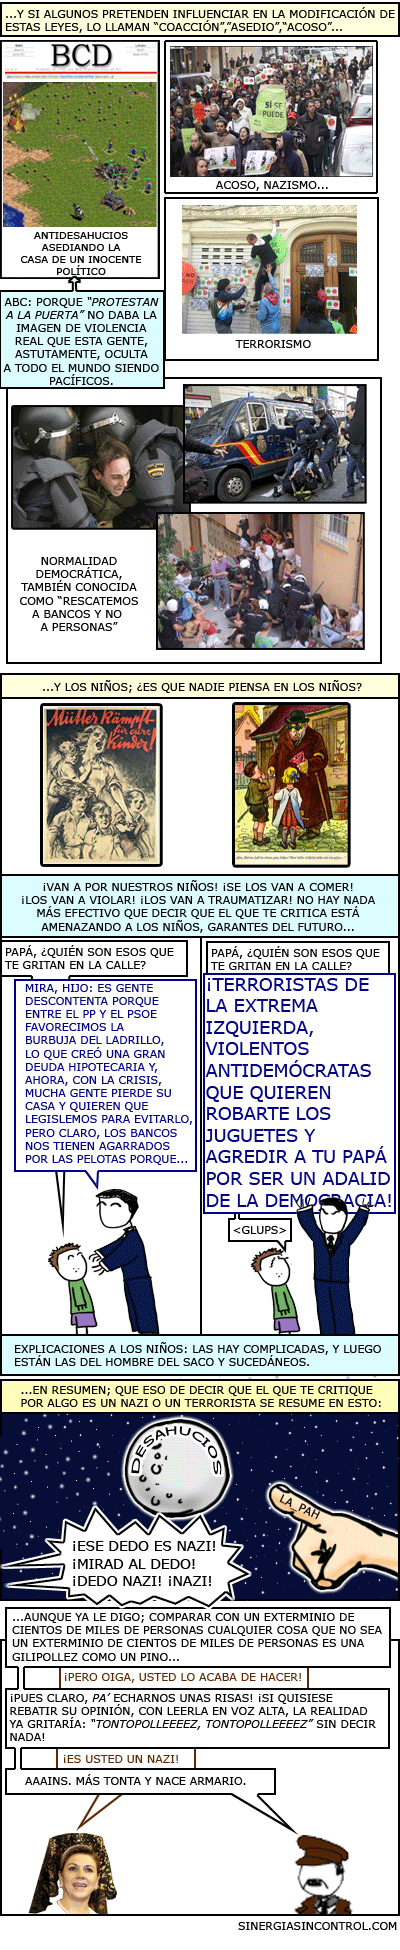 ...Y SI ALGUNOS PRETENDEN INFLUENCIAR EN LA MODIFICACIÓN DE
ESTAS LEYES, LO LLAMAN “COACCIÓN”,”ASEDIO”,“ACOSO”...
BCD
ANTIDESAHUCIOS
ASEDIANDO LA
CASA DE UN INOCENTE
POLÍTICO
SÍ SE
PUEDE
ACOSO, NAZISMO...
TERRORISMO
ABC: PORQUE “PROTESTAN
A LA PUERTA” NO DABA LA
IMAGEN DE VIOLENCIA
REAL QUE ESTA GENTE,
ASTUTAMENTE, OCULTA
A TODO EL MUNDO SIENDO
PACÍFICOS.
NORMALIDAD
DEMOCRÁTICA,
TAMBIÉN CONOCIDA
COMO “RESCATEMOS
A BANCOS Y NO
A PERSONAS”
...Y LOS NIÑOS; ¿ES QUE NADIE PIENSA EN LOS NIÑOS?
Mütter kämpft
für eure
Kinder!
¡VAN A POR NUESTROS NIÑOS! ¡SE LOS VAN A COMER!
¡LOS VAN A VIOLAR! ¡LOS VAN A TRAUMATIZAR! NO HAY NADA
MÁS EFECTIVO QUE DECIR QUE EL QUE TE CRITICA ESTÁ
AMENAZANDO A LOS NIÑOS, GARANTES DEL FUTURO...
PAPÁ, ¿QUIÉN SON ESOS QUE
TE GRITAN EN LA CALLE?
MIRA, HIJO: ES GENTE
DESCONTENTA PORQUE
ENTRE EL PP Y EL PSOE
FAVORECIMOS LA
BURBUJA DEL LADRILLO,
LO QUE CREÓ UNA GRAN
DEUDA HIPOTECARIA Y,
AHORA, CON LA CRISIS,
MUCHA GENTE PIERDE SU
CASA Y QUIEREN QUE
LEGISLEMOS PARA EVITARLO,
PERO CLARO, LOS BANCOS
NOS TIENEN AGARRADOS
POR LAS PELOTAS PORQUE...
PAPÁ, ¿QUIÉN SON ESOS QUE
TE GRITAN EN LA CALLE?
¡TERRORISTAS DE
LA EXTREMA
IZQUIERDA,
VIOLENTOS
ANTIDEMÓCRATAS
QUE QUIEREN
ROBARTE LOS
JUGUETES Y
AGREDIR A TU PAPÁ
POR SER UN ADALID
DE LA DEMOCRACIA!
<GLUPS>
EXPLICACIONES A LOS NIÑOS: LAS HAY COMPLICADAS, Y LUEGO
ESTÁN LAS DEL HOMBRE DEL SACO Y SUCEDÁNEOS.
...EN RESUMEN; QUE ESO DE DECIR QUE EL QUE TE CRITIQUE
POR ALGO ES UN NAZI O UN TERRORISTA SE RESUME EN ESTO:
DESAHUCIOS
LA PAH
¡ESE DEDO ES NAZI!
¡MIRAD AL DEDO!
¡DEDO NAZI! ¡NAZI!
...AUNQUE YA LE DIGO; COMPARAR CON UN EXTERMINIO DE
CIENTOS DE MILES DE PERSONAS CUALQUIER COSA QUE NO SEA
UN EXTERMINIO DE CIENTOS DE MILES DE PERSONAS ES UNA
GILIPOLLEZ COMO UN PINO...
¡PERO OIGA, USTED LO ACABA DE HACER!
¡PUES CLARO, PA’ ECHARNOS UNAS RISAS! ¡SI QUISIESE
REBATIR SU OPINIÓN, CON LEERLA EN VOZ ALTA, LA REALIDAD
YA GRITARÍA: “TONTOPOLLEEEEZ, TONTOPOLLEEEEZ” SIN DECIR
NADA!
¡ES USTED UN NAZI!
AAAINS. MÁS TONTA Y NACE ARMARIO.
SINERGIASINCONTROL.COM